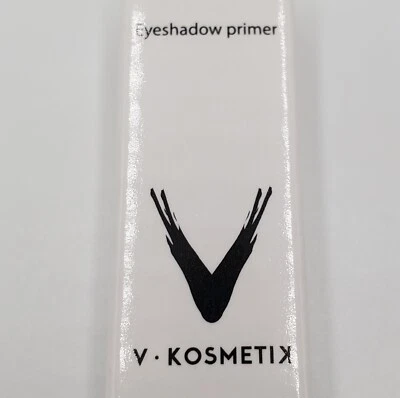 Eyeshadow primer
V · KOSMETIK